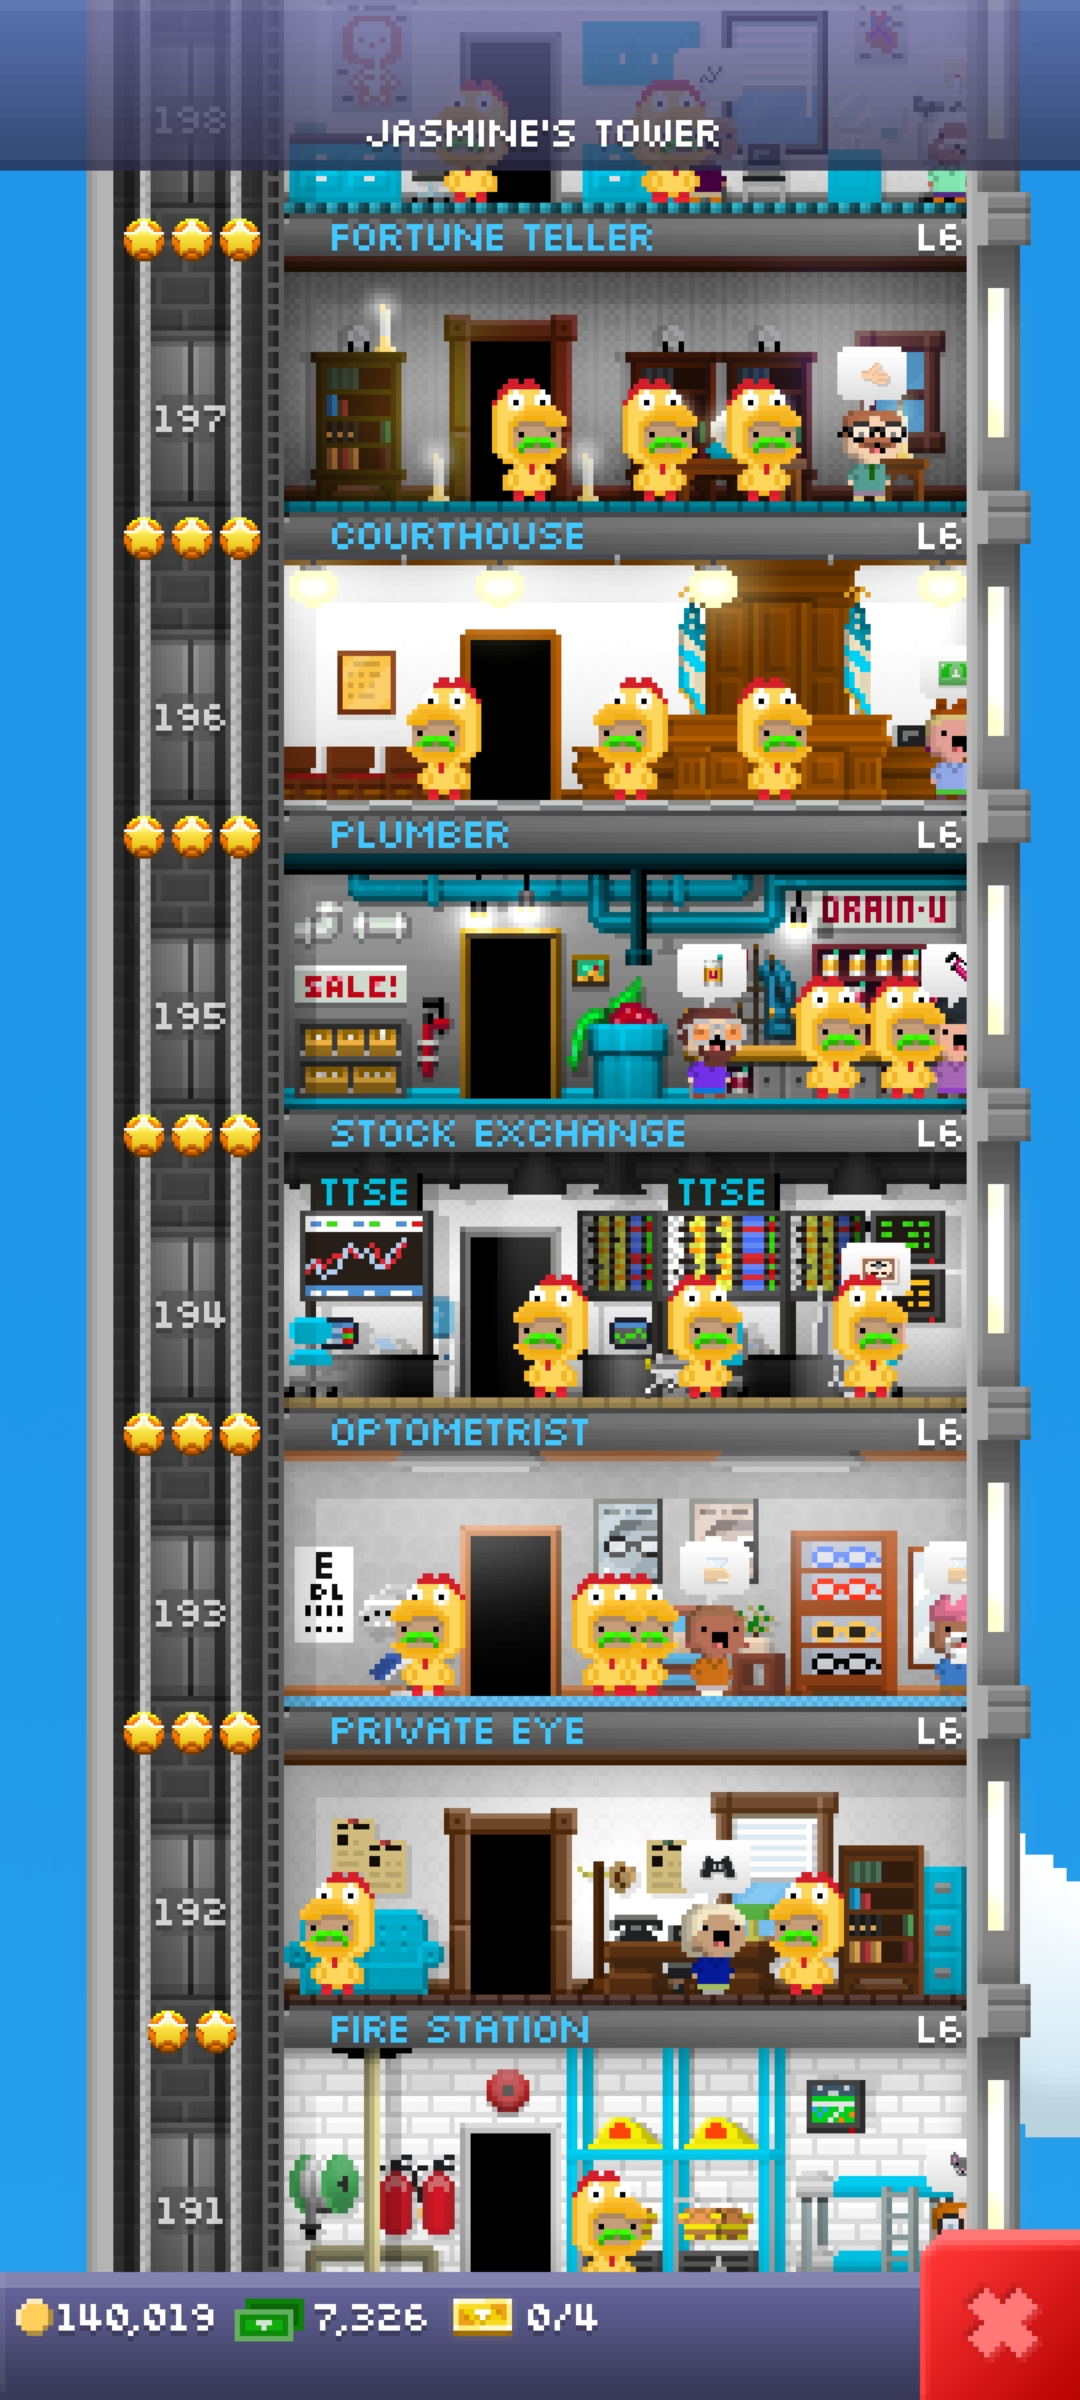 198
JASMINE'S TOWER
FORTUNE TELLER L6
197
COURTHOUSE L6
196
PLUMBER L6
DRAIN-U
SALE!
195
STOCK EXCHANGE L6
TTSE TTSE
194
OPTOMETRIST L6
E
DL
193
PRIVATE EYE L6
192
FIRE STATION L6
191
140,019 7,326 0/4